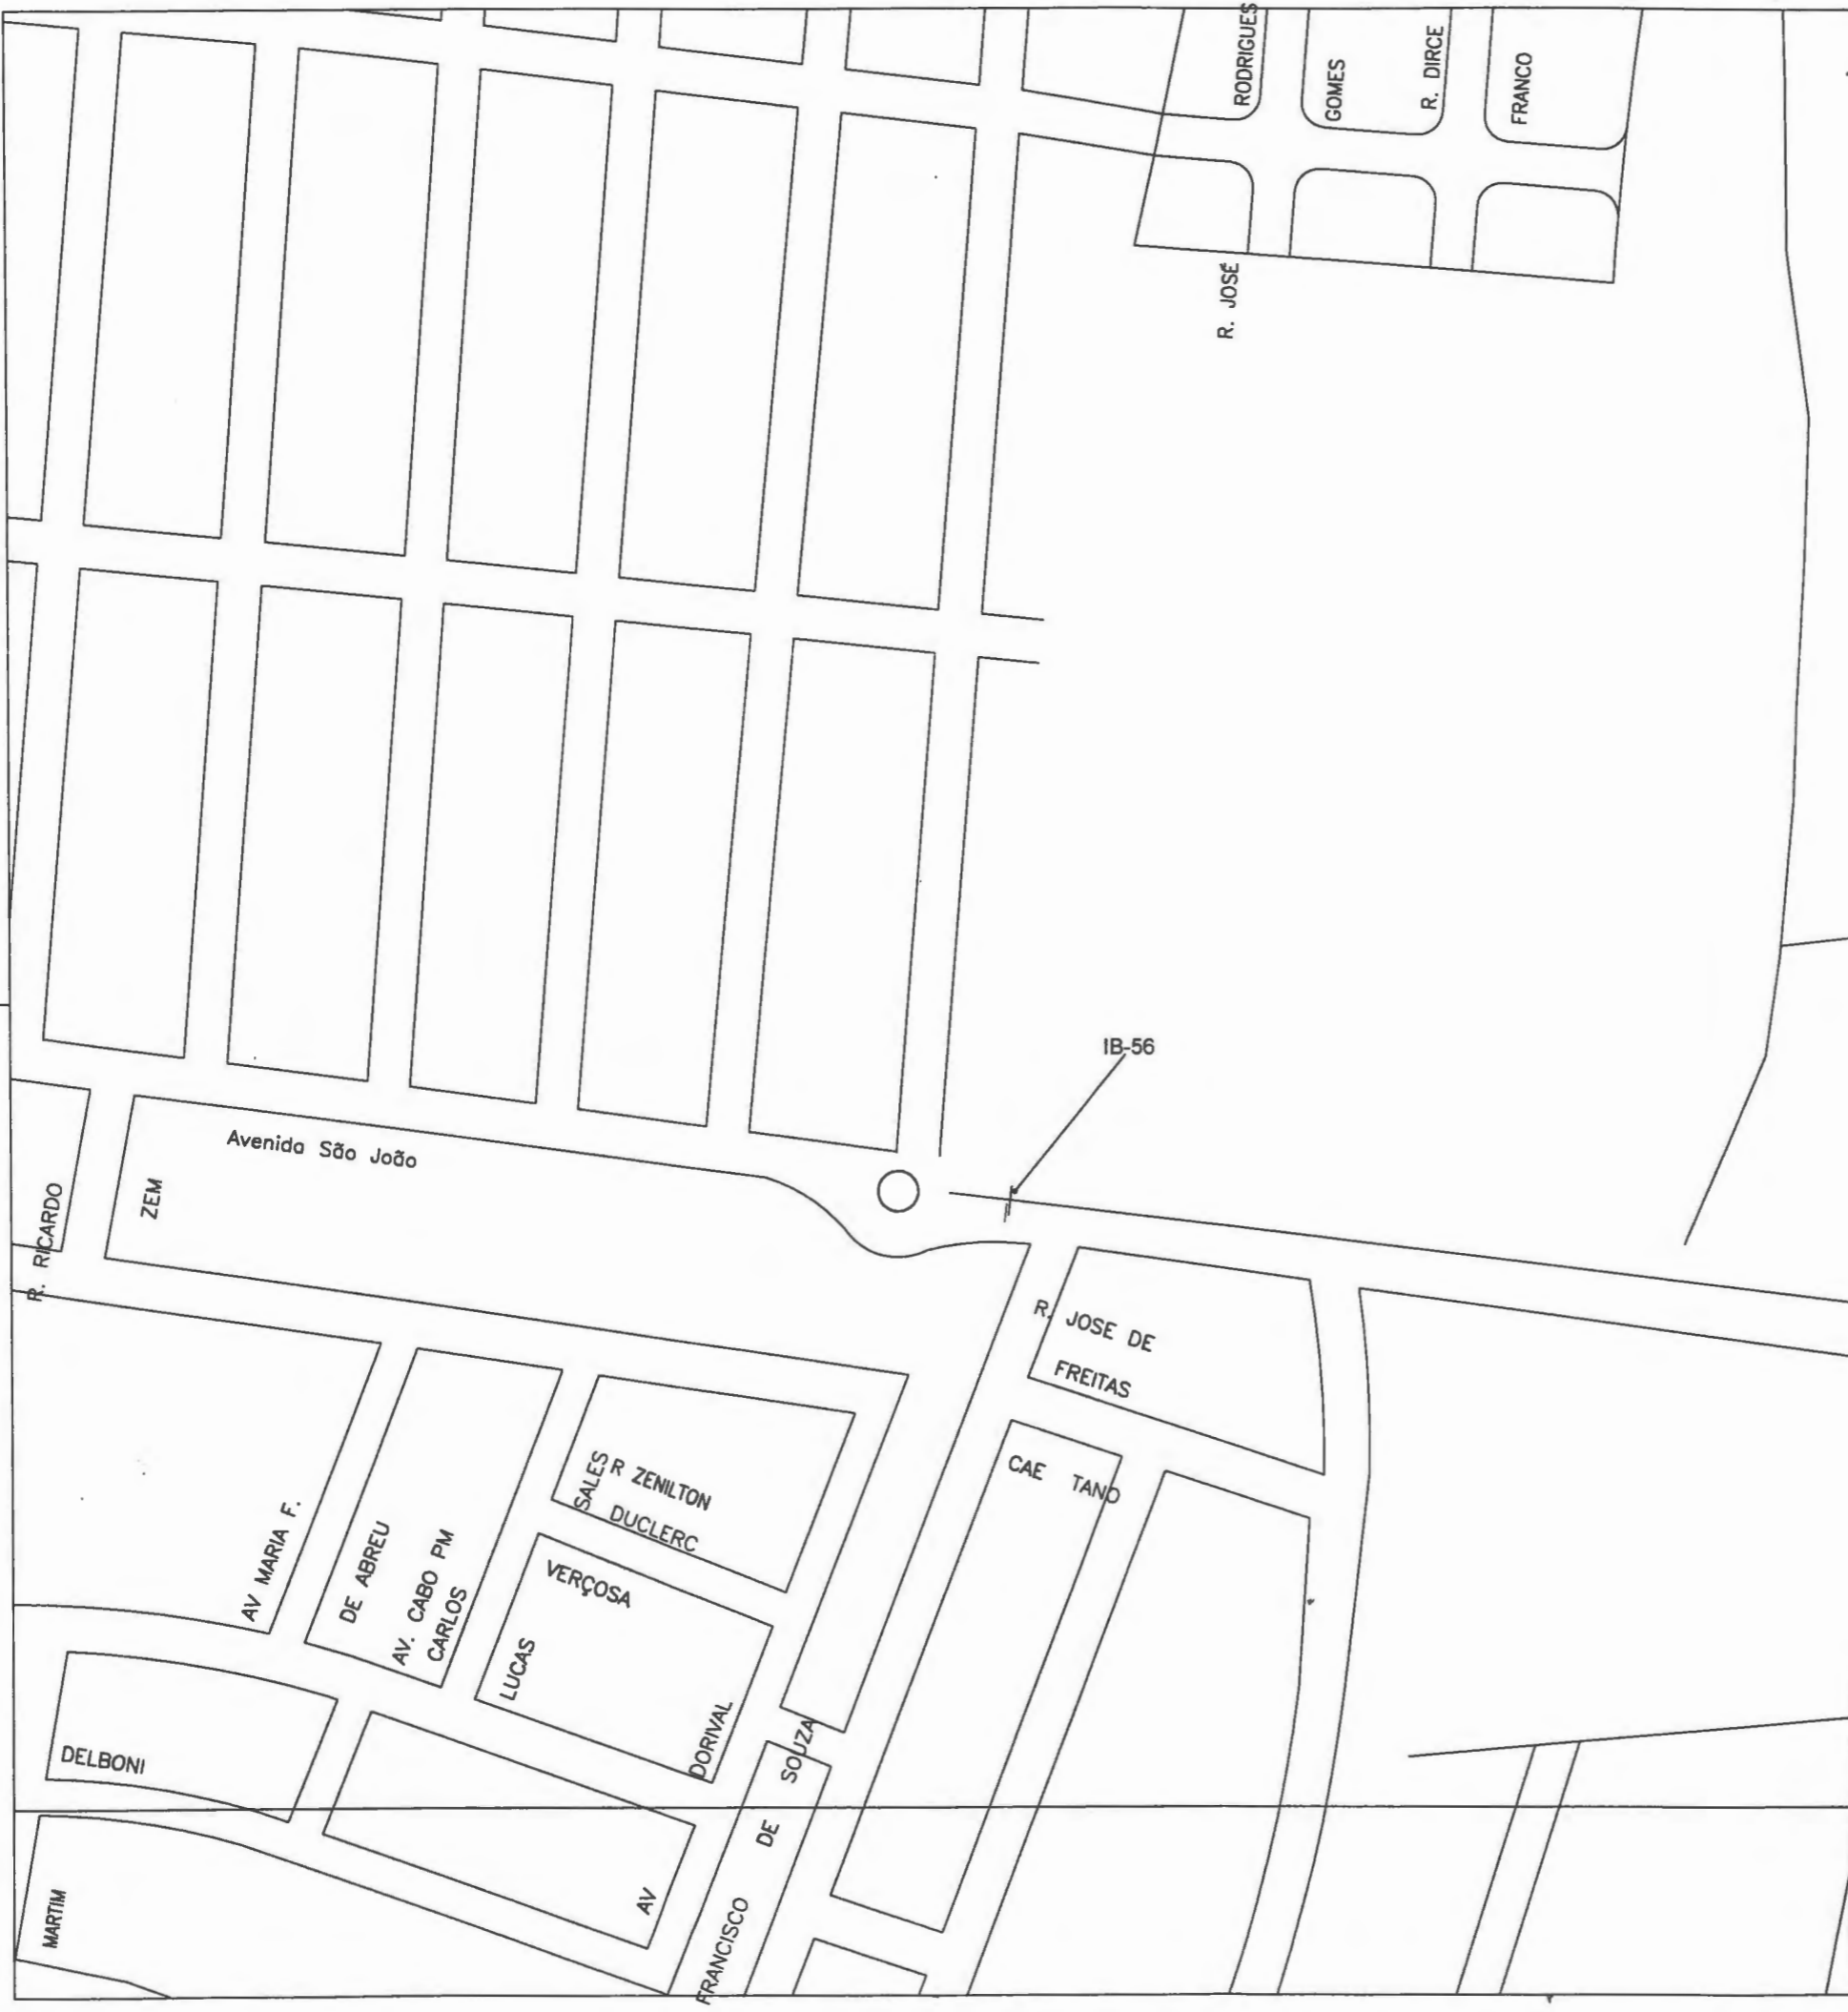 RODRIGUES
GOMES
R. DIRCE
FRANCO
R. JOSÉ
IB-56
Avenida São João
R. RICARDO
ZEM
R. JOSE DE
FREITAS
CAE TANO
SALES
R ZENILTON
DUCLERC
VERÇOSA
AV MARIA F.
DE ABREU
AV. CABO PM
CARLOS
LUCAS
DORIVAL
SOUZA
DE
FRANCISCO
AV
DELBONI
MARTIM